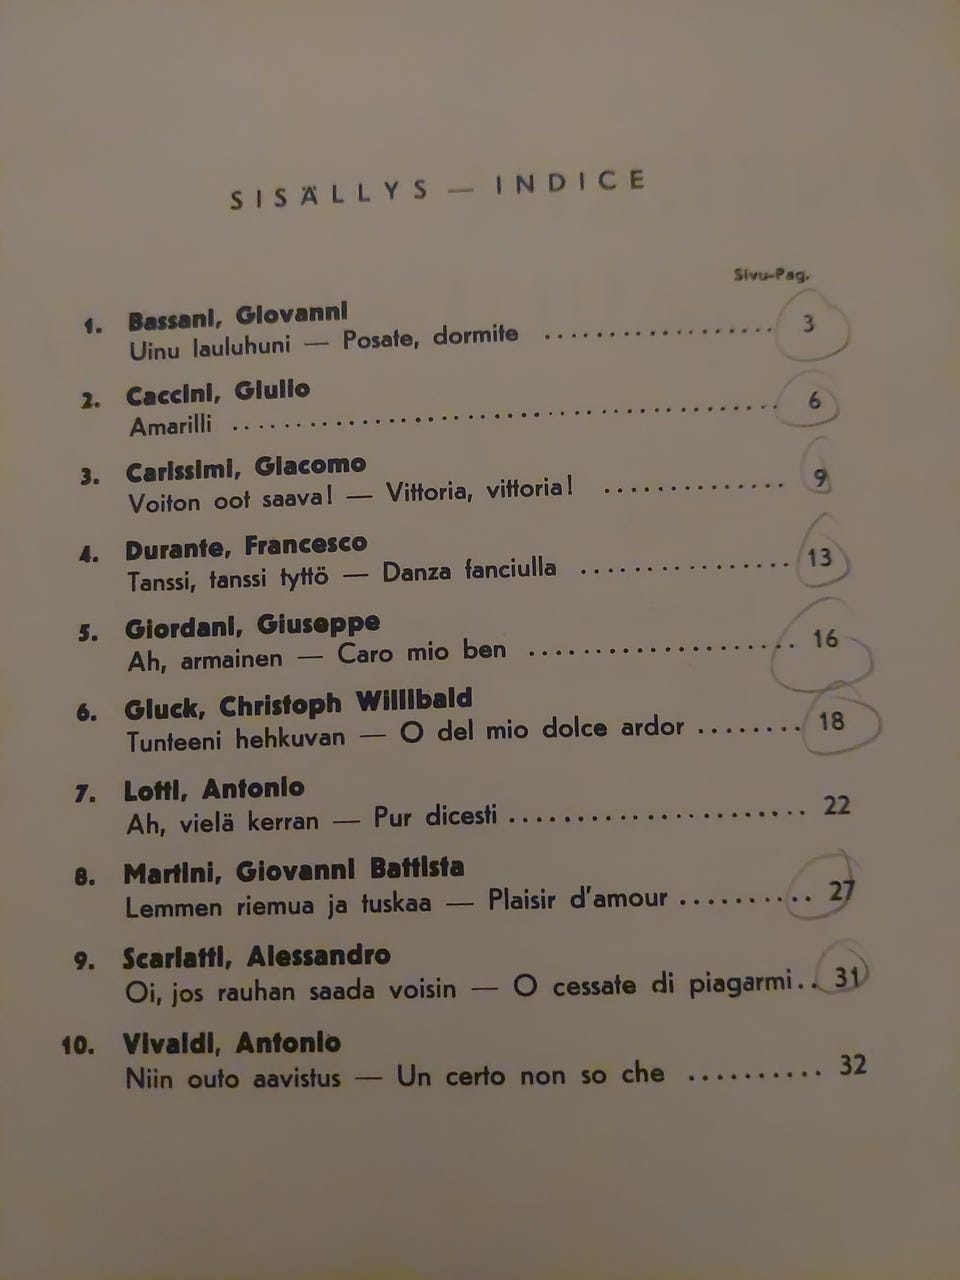 SISÄLLYS — INDICE
Sivu-Pag.
1. Bassani, Giovanni
Uinu lauluhuni — Posate, dormite .............. 3
2. Caccini, Giulio
Amarilli .................................. 6
3. Carissimi, Giacomo
Voiton oot saava! — Vittoria, vittoria! .............. 9
4. Durante, Francesco
Tanssi, tanssi tyttö — Danza fanciulla ................ 13
5. Giordani, Giuseppe
Ah, armainen — Caro mio ben .................... 16
6. Gluck, Christoph Willibald
Tunteeni hehkuvan — O del mio dolce ardor ........ 18
7. Lotti, Antonio
Ah, vielä kerran — Pur dicesti ...................... 22
8. Martini, Giovanni Battista
Lemmen riemua ja tuskaa — Plaisir d'amour .......... 27
9. Scarlatti, Alessandro
Oi, jos rauhan saada voisin — O cessate di piagarmi.. 31
10. Vivaldi, Antonio
Niin outo aavistus — Un certo non so che .......... 32